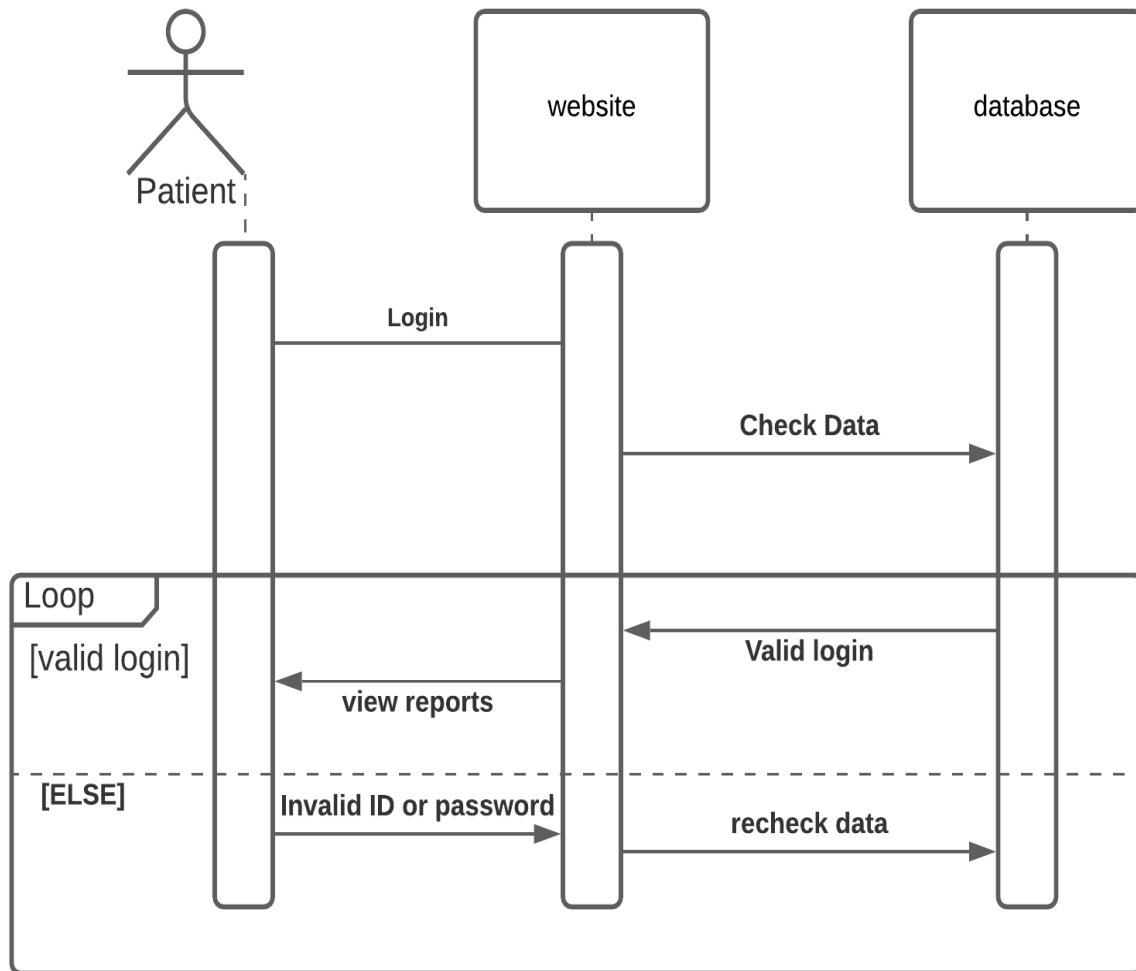 website
database
Patient
Login
Check Data
Loop
[valid login]
Valid login
view reports
[ELSE]
Invalid ID or password
recheck data